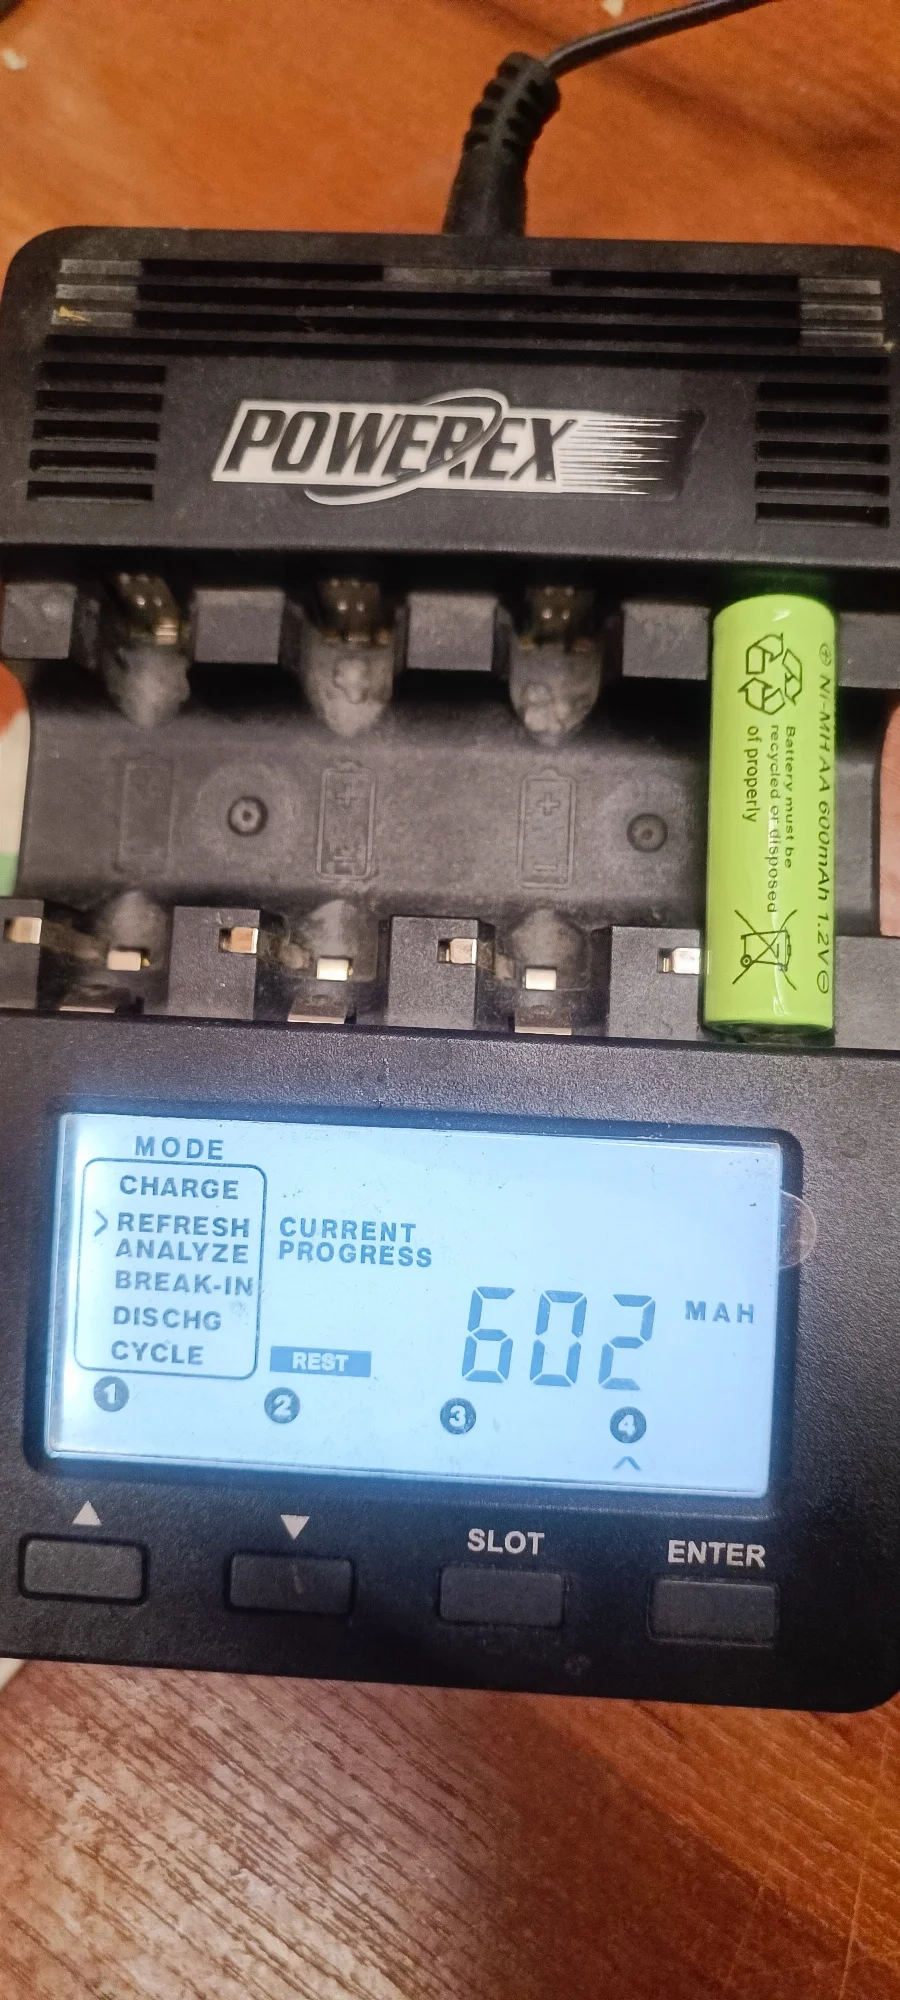 POWEREX
⊕ Ni-MH AA 600mAh 1.2V ⊖
Battery must be
recycled or disposed
of properly
MODE
CHARGE
REFRESH
ANALYZE
BREAK-IN
DISCHG
CYCLE
CURRENT
PROGRESS
602 MAH
REST
1 2 3 4
SLOT
ENTER